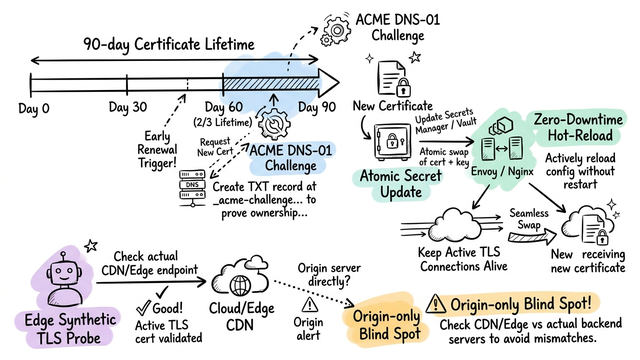 90-day Certificate Lifetime
Day 0
Day 30
Day 60
Day 90
(2/3 Lifetime)
Early
Renewal
Trigger!
Request
New Cert
DNS
ACME DNS-01
Challenge
Create TXT record at
_acme-challenge... to
prove ownership...
ACME DNS-01
Challenge
New Certificate
Update Secrets
Manager / Vault
Atomic swap
of cert + key
Atomic Secret
Update
Envoy / Nginx
Zero-Downtime
Hot-Reload
Actively reload
config without
restart
Keep Active TLS
Connections Alive
Seamless
Swap
New receiving
new certificate
Edge Synthetic
TLS Probe
Check actual
CDN/Edge endpoint
Good!
Active TLS
cert validated
Cloud/Edge
CDN
Origin server
directly?
Origin
alert
Origin-only
Blind Spot
Origin-only Blind Spot!
Check CDN/Edge vs actual backend
servers to avoid mismatches.